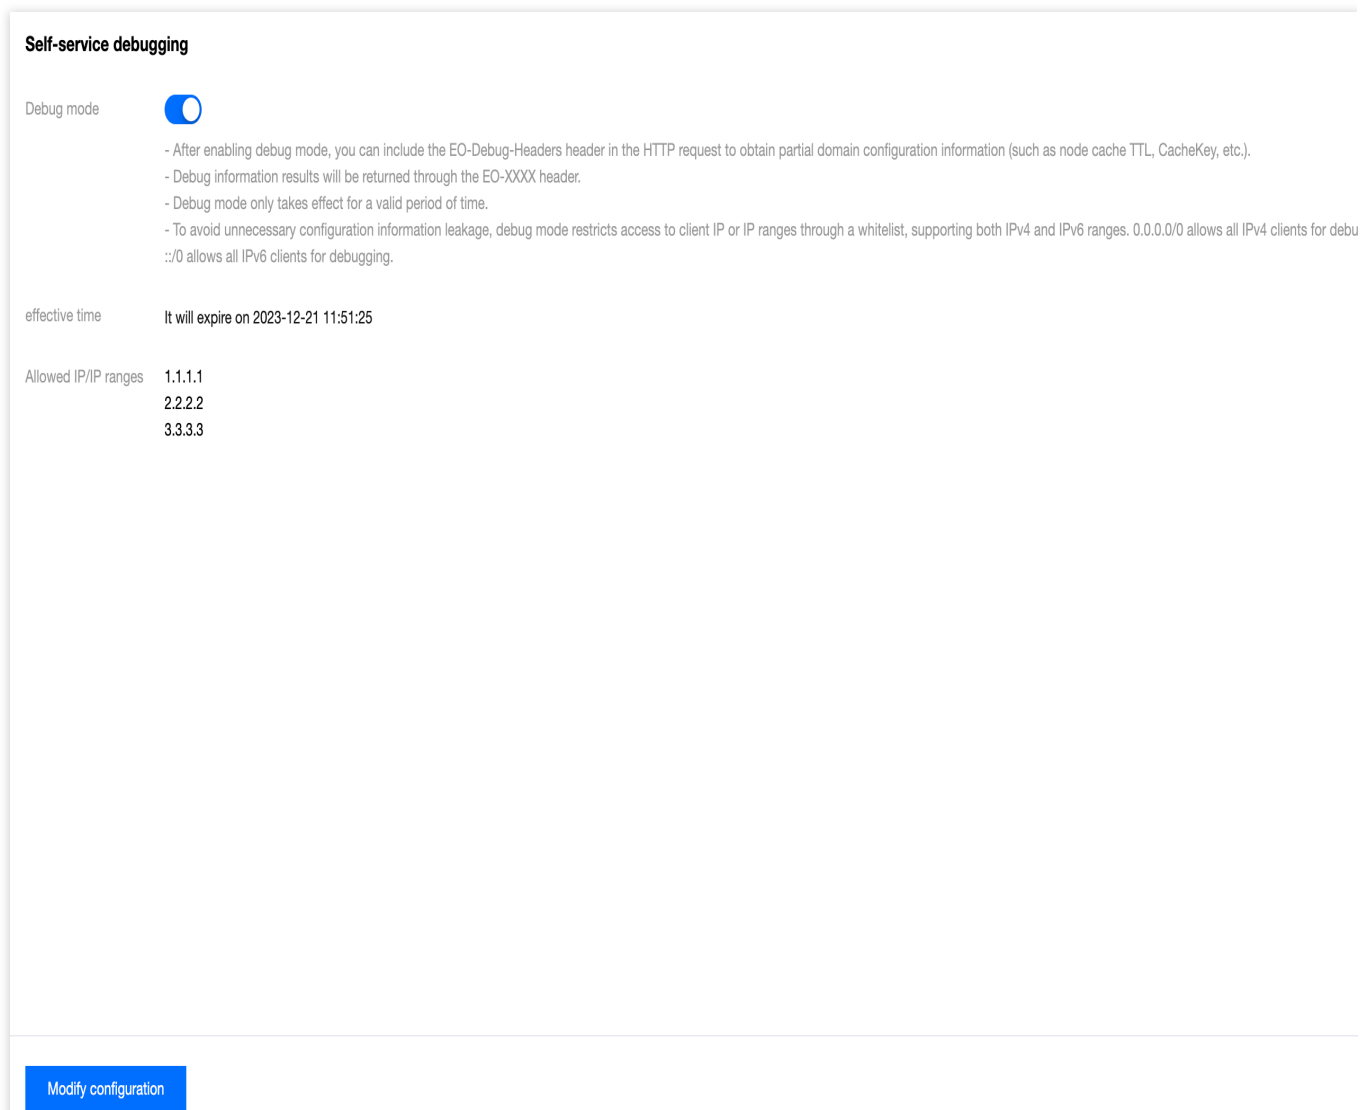 Self-service debugging
Debug mode
- After enabling debug mode, you can include the EO-Debug-Headers header in the HTTP request to obtain partial domain configuration information (such as node cache TTL, CacheKey, etc.).
- Debug information results will be returned through the EO-XXXX header.
- Debug mode only takes effect for a valid period of time.
- To avoid unnecessary configuration information leakage, debug mode restricts access to client IP or IP ranges through a whitelist, supporting both IPv4 and IPv6 ranges. 0.0.0.0/0 allows all IPv4 clients for debu
::/0 allows all IPv6 clients for debugging.
effective time It will expire on 2023-12-21 11:51:25
Allowed IP/IP ranges 1.1.1.1
2.2.2.2
3.3.3.3
Modify configuration